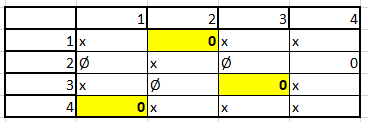 1 2 3 4
1 x 0 x x
2 Ø x Ø 0
3 x Ø 0 x
4 0 x x x